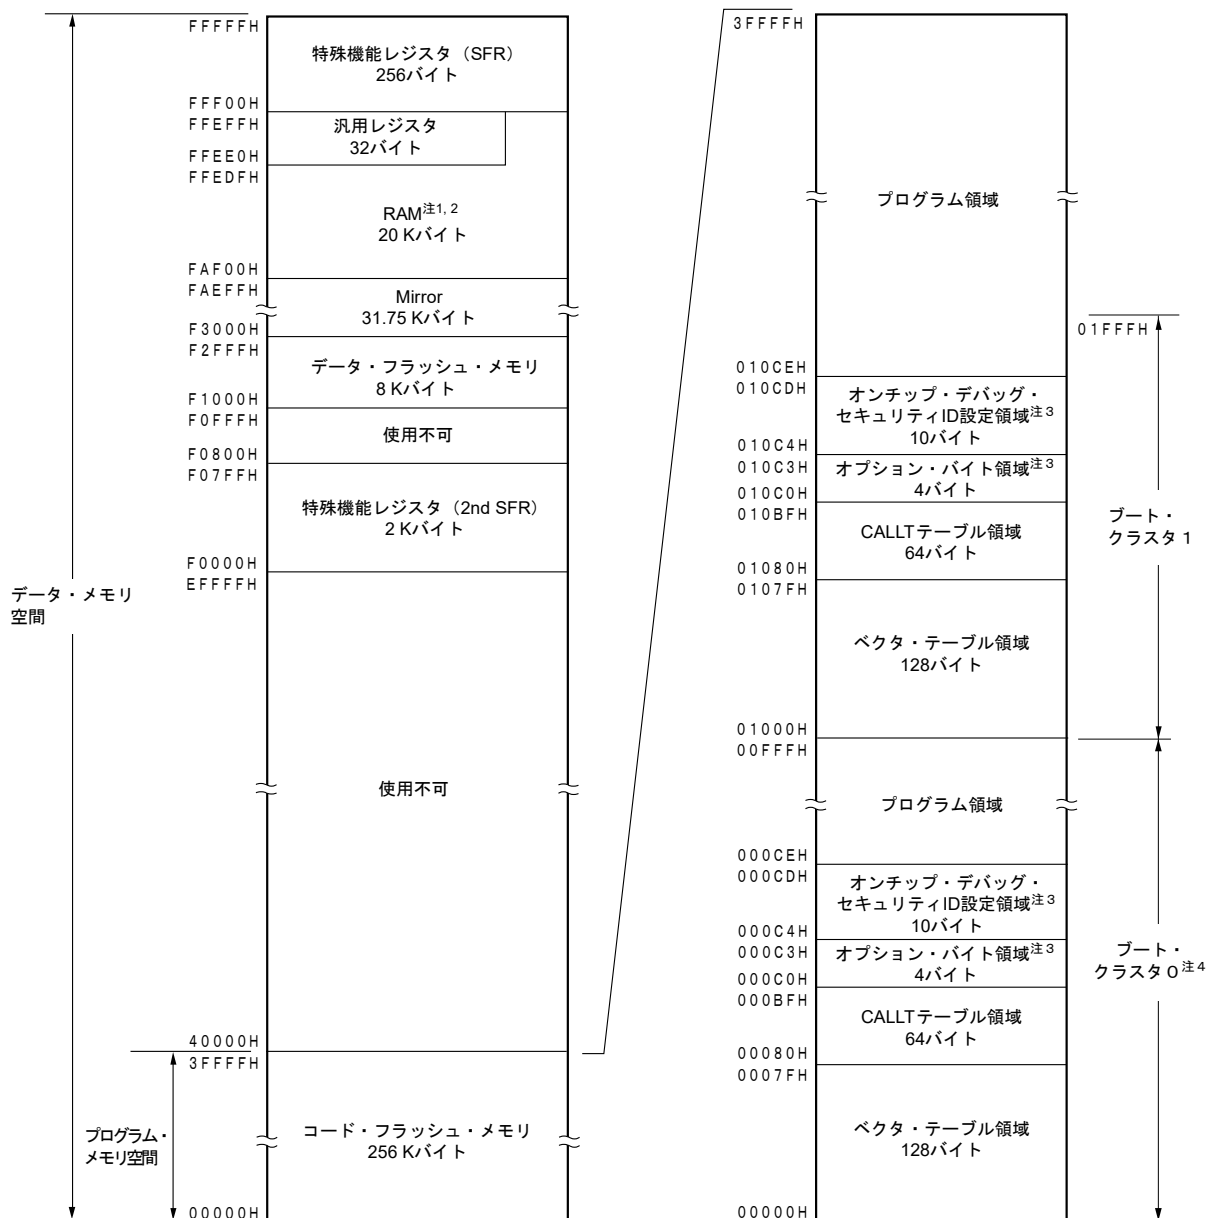 FFFFFH
特殊機能レジスタ（SFR）
256バイト
FFF00H
FFEFFH
汎用レジスタ
32バイト
FFEE0H
FFEDFH
RAM注1, 2
20 Kバイト
FAF00H
FAEFFH
Mirror
31.75 Kバイト
F3000H
F2FFFH
データ・フラッシュ・メモリ
8 Kバイト
F1000H
F0FFFH
使用不可
F0800H
F07FFH
特殊機能レジスタ（2nd SFR）
2 Kバイト
F0000H
EFFFFH
データ・メモリ
空間
使用不可
40000H
3FFFFH
プログラム・
メモリ空間
コード・フラッシュ・メモリ
256 Kバイト
00000H
3FFFFH
プログラム領域
01FFFH
010CEH
010CDH
オンチップ・デバッグ・
セキュリティID設定領域注3
10バイト
010C4H
010C3H
オプション・バイト領域注3
4バイト
010C0H
010BFH
CALLTテーブル領域
64バイト
ブート・
クラスタ1
01080H
0107FH
ベクタ・テーブル領域
128バイト
01000H
00FFFH
プログラム領域
000CEH
000CDH
オンチップ・デバッグ・
セキュリティID設定領域注3
10バイト
000C4H
000C3H
オプション・バイト領域注3
4バイト
ブート・
クラスタ0注4
000C0H
000BFH
CALLTテーブル領域
64バイト
00080H
0007FH
ベクタ・テーブル領域
128バイト
00000H